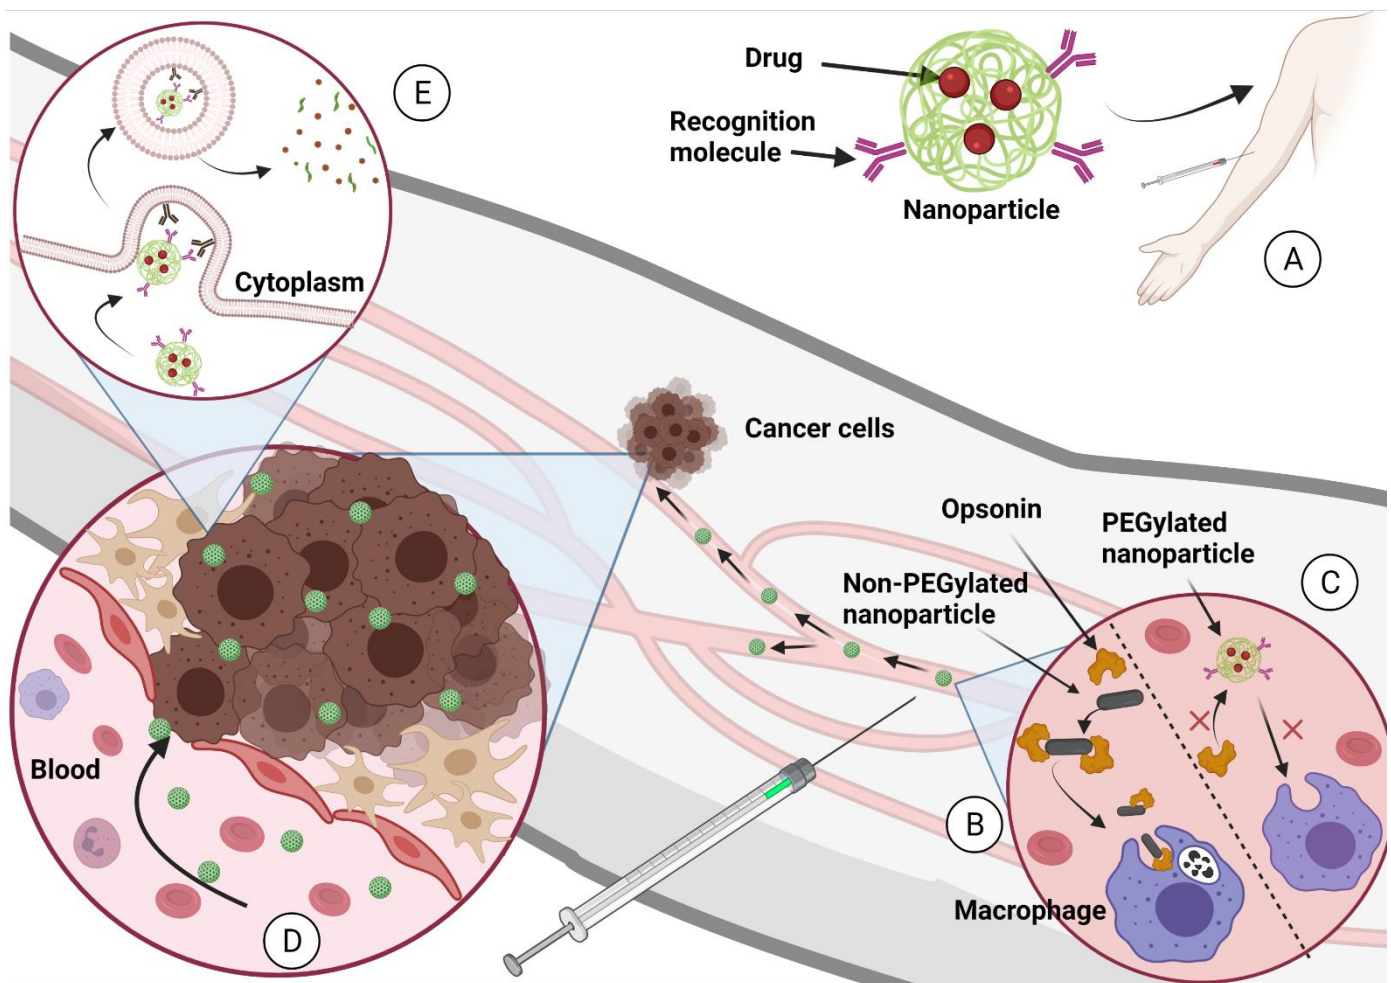 E
Drug
Recognition
molecule
Nanoparticle
A
Cytoplasm
Cancer cells
Opsonin
PEGylated
nanoparticle
Non-PEGylated
nanoparticle
C
Blood
B
Macrophage
D